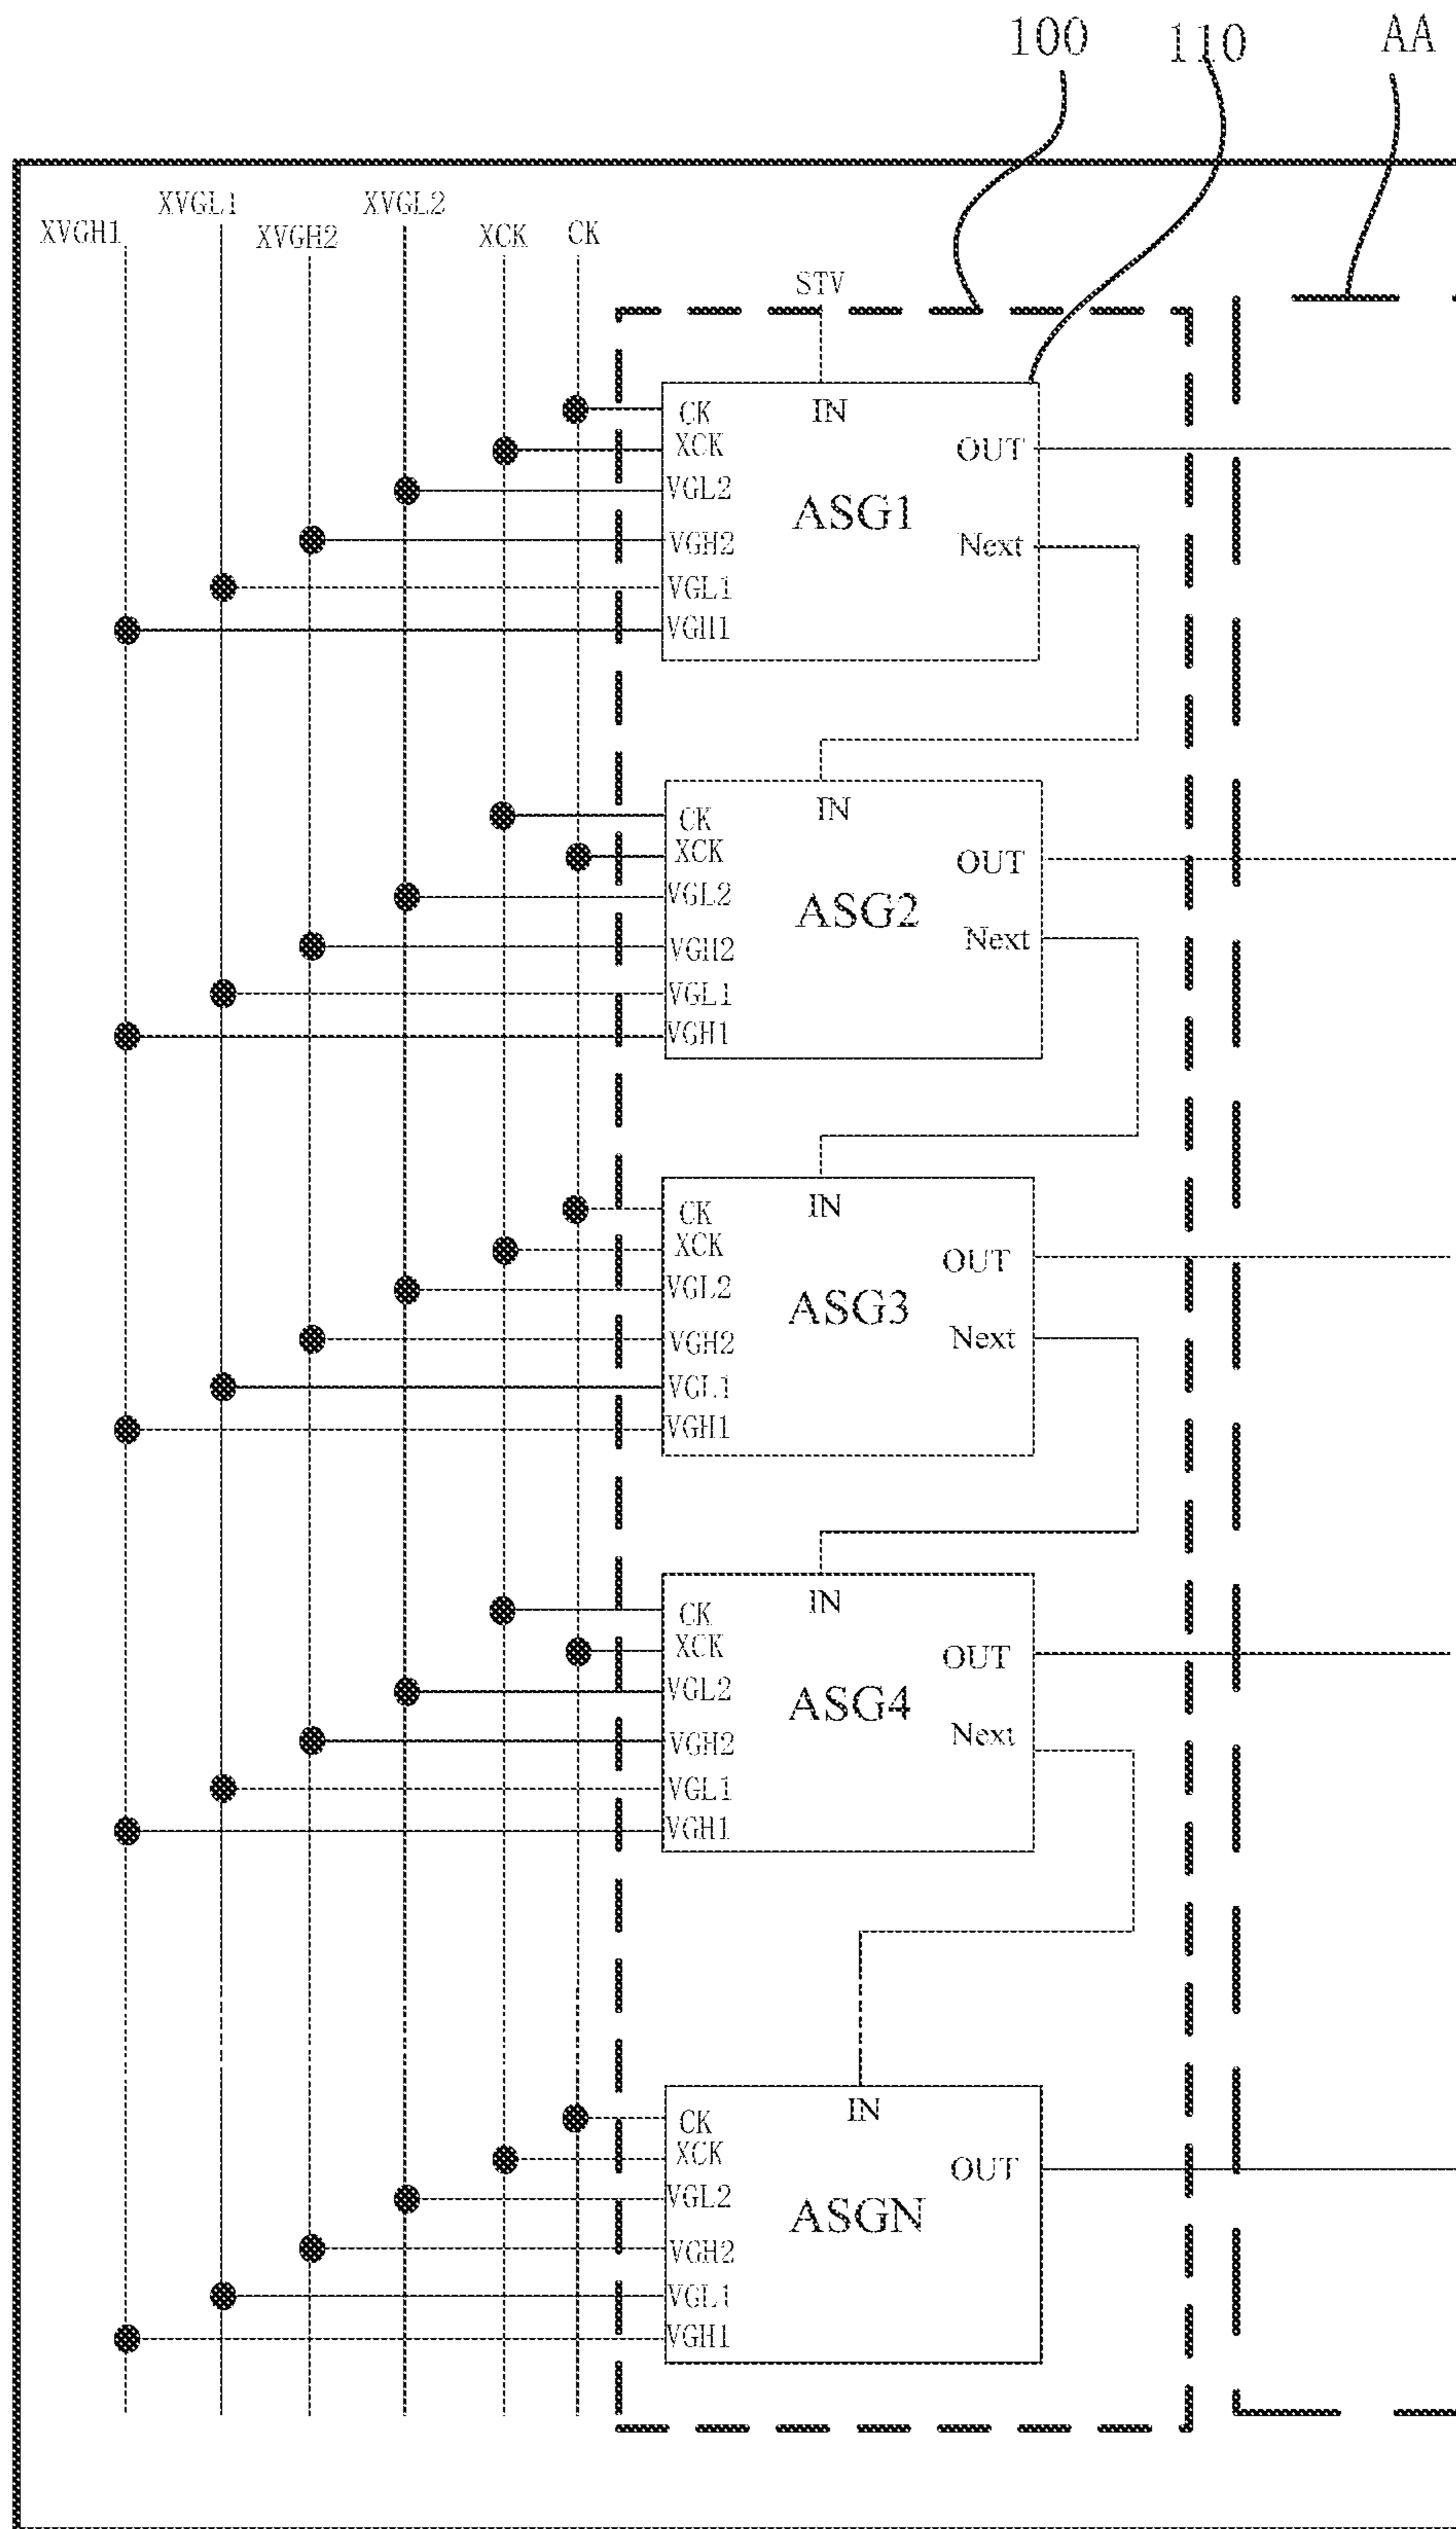 100 110 AA
XVGH1 XVGL1 XVGH2 XVGL2 XCK CK
STV
IN
CK
XCK
OUT
VGL2
ASG1
VGH2
Next
VGL1
VGH1
IN
CK
XCK
OUT
VGL2
ASG2
VGH2
Next
VGL1
VGH1
IN
CK
XCK
OUT
VGL2
ASG3
VGH2
Next
VGL1
VGH1
IN
CK
XCK
OUT
VGL2
ASG4
VGH2
Next
VGL1
VGH1
IN
CK
XCK
OUT
VGL2
ASGN
VGH2
VGL1
VGH1